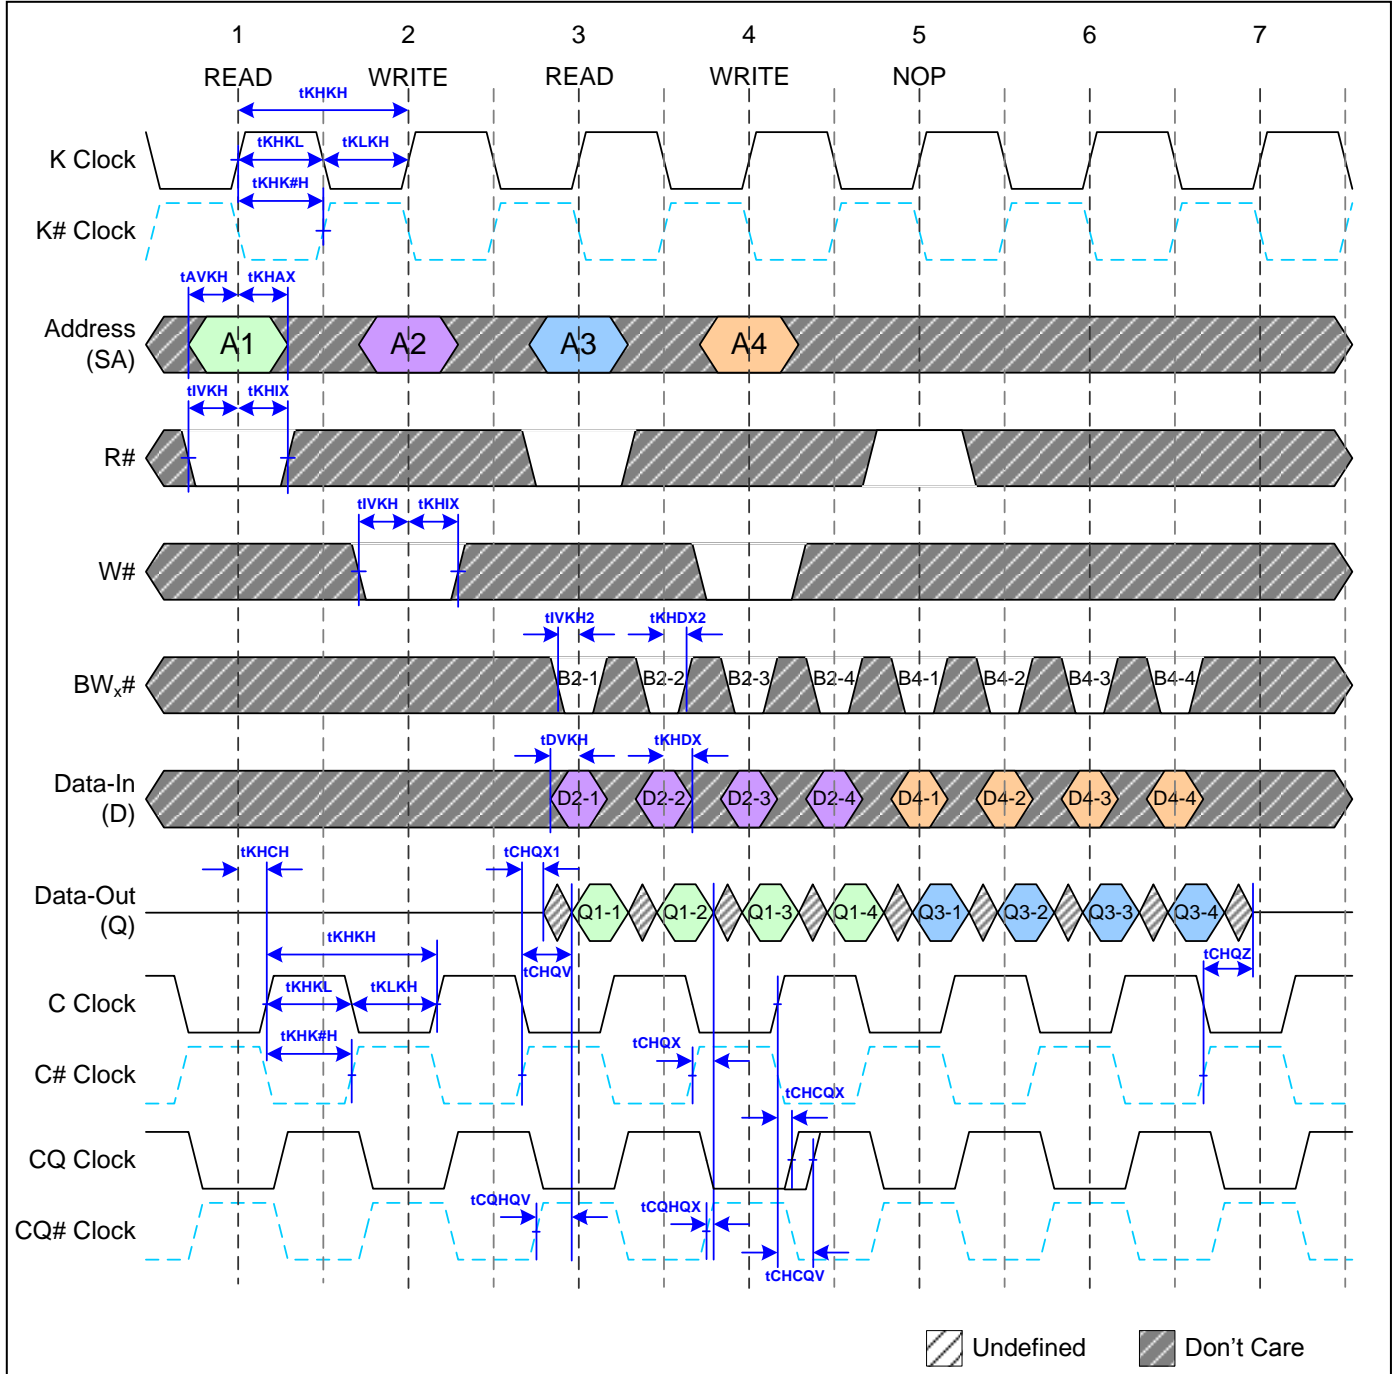 1 2 3 4 5 6 7
READ WRITE READ WRITE NOP
tKHKH
K Clock
tKHKL tKLKH
tKHK#H
K# Clock
tAVKH tKHAX
Address
(SA)
A1 A2 A3 A4
tIVKH tKHIX
R#
tIVKH tKHIX
W#
tIVKH2 tKHDX2
BWx#
B2-1 B2-2 B2-3 B2-4 B4-1 B4-2 B4-3 B4-4
tDVKH tKHDX
Data-In
(D)
D2-1 D2-2 D2-3 D2-4 D4-1 D4-2 D4-3 D4-4
tKHCH tCHQX1
Data-Out
(Q)
Q1-1 Q1-2 Q1-3 Q1-4 Q3-1 Q3-2 Q3-3 Q3-4
tKHKH
tCHQV
tCHQZ
C Clock
tKHKL tKLKH
tKHK#H
tCHQX
C# Clock
tCHCQX
CQ Clock
tCQHQV tCQHQX
CQ# Clock
tCHCQV
Undefined Don't Care